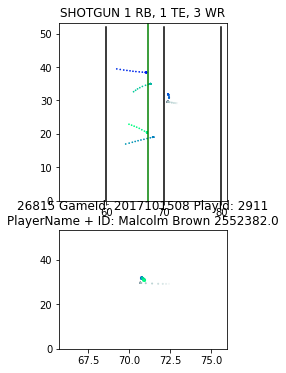 SHOTGUN 1 RB, 1 TE, 3 WR
50
40
30
20
10
0
60 70 80
26815 GameId: 2017101508 PlayId: 2911
PlayerName + ID: Malcolm Brown 2552382.0
40
20
0
67.5 70.0 72.5 75.0